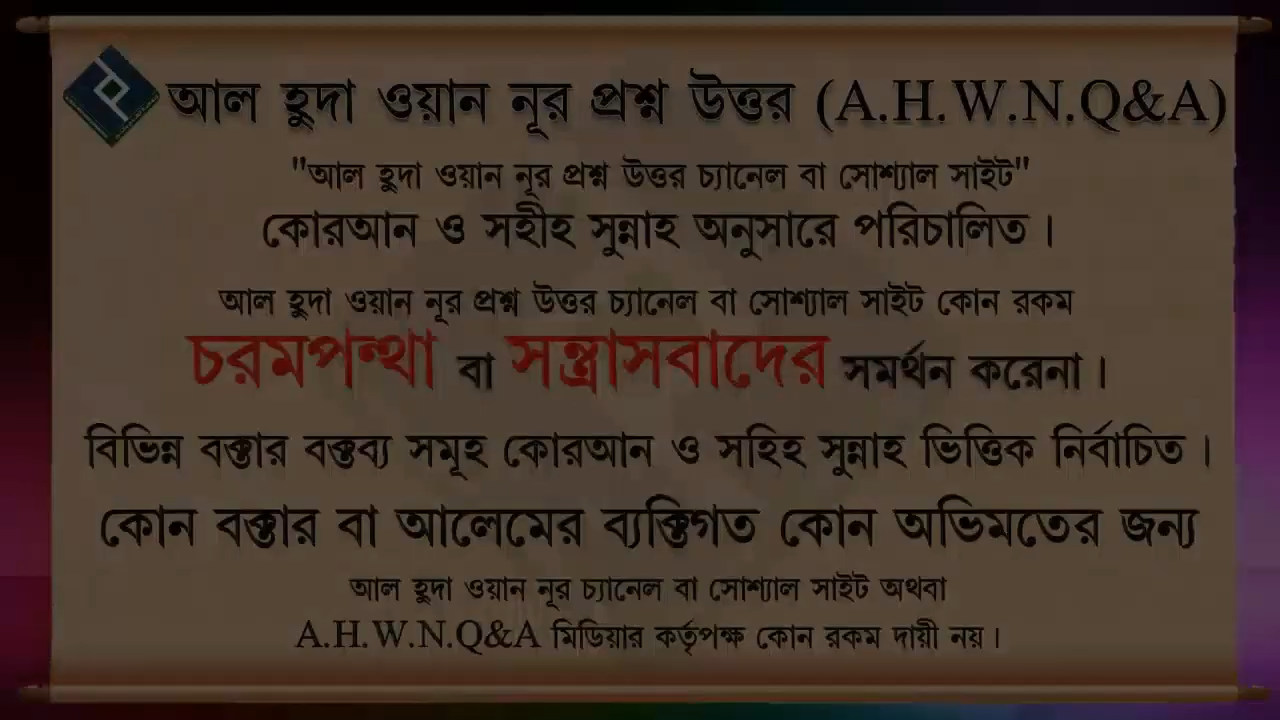 আল হুদা ওয়ান নূর প্রশ্ন উত্তর (A.H.W.N.Q&A)
"আল হুদা ওয়ান নূর প্রশ্ন উত্তর চ্যানেল বা সোশ্যাল সাইট"
কোরআন ও সহীহ সুন্নাহ অনুসারে পরিচালিত।
আল হুদা ওয়ান নূর প্রশ্ন উত্তর চ্যানেল বা সোশ্যাল সাইট কোন রকম
চরমপন্থা বা সন্ত্রাসবাদের সমর্থন করেনা।
বিভিন্ন বক্তার বক্তব্য সমূহ কোরআন ও সহিহ সুন্নাহ ভিত্তিক নির্বাচিত।
কোন বক্তার বা আলেমের ব্যক্তিগত কোন অভিমতের জন্য
আল হুদা ওয়ান নূর চ্যানেল বা সোশ্যাল সাইট অথবা
A.H.W.N.Q&A মিডিয়ার কর্তৃপক্ষ কোন রকম দায়ী নয়।